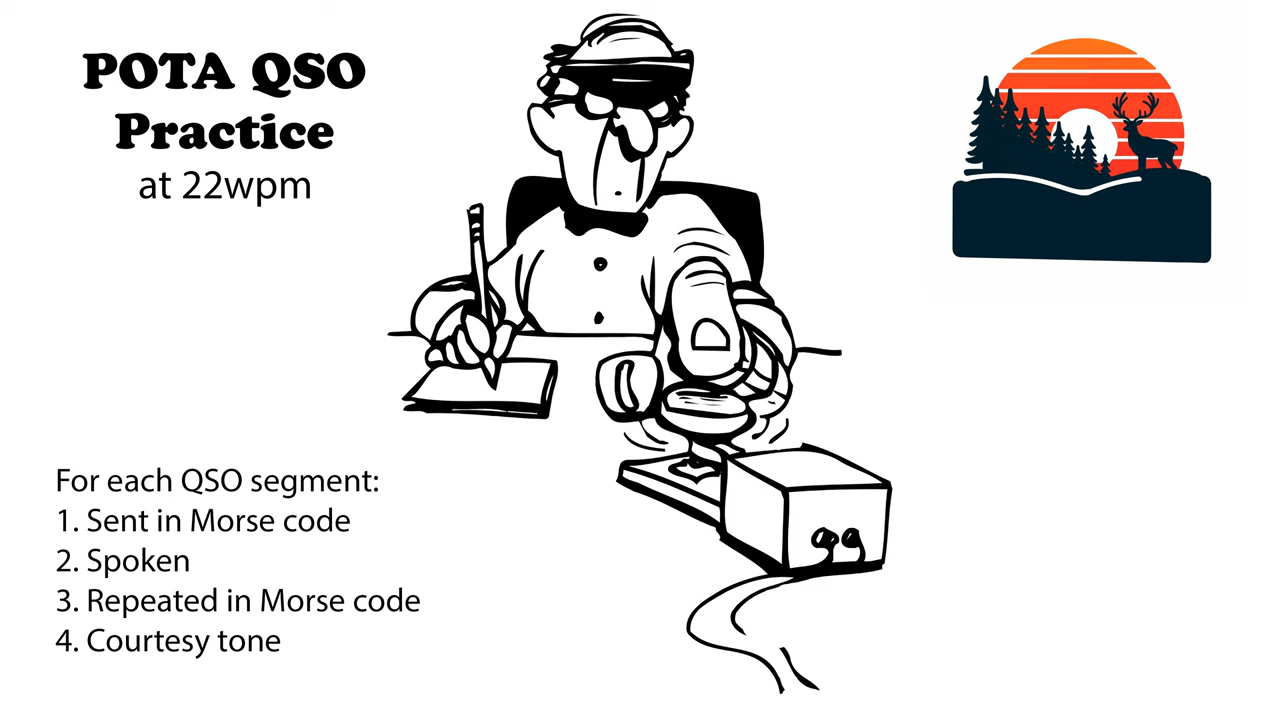 POTA QSO
Practice
at 22wpm
For each QSO segment:
1. Sent in Morse code
2. Spoken
3. Repeated in Morse code
4. Courtesy tone